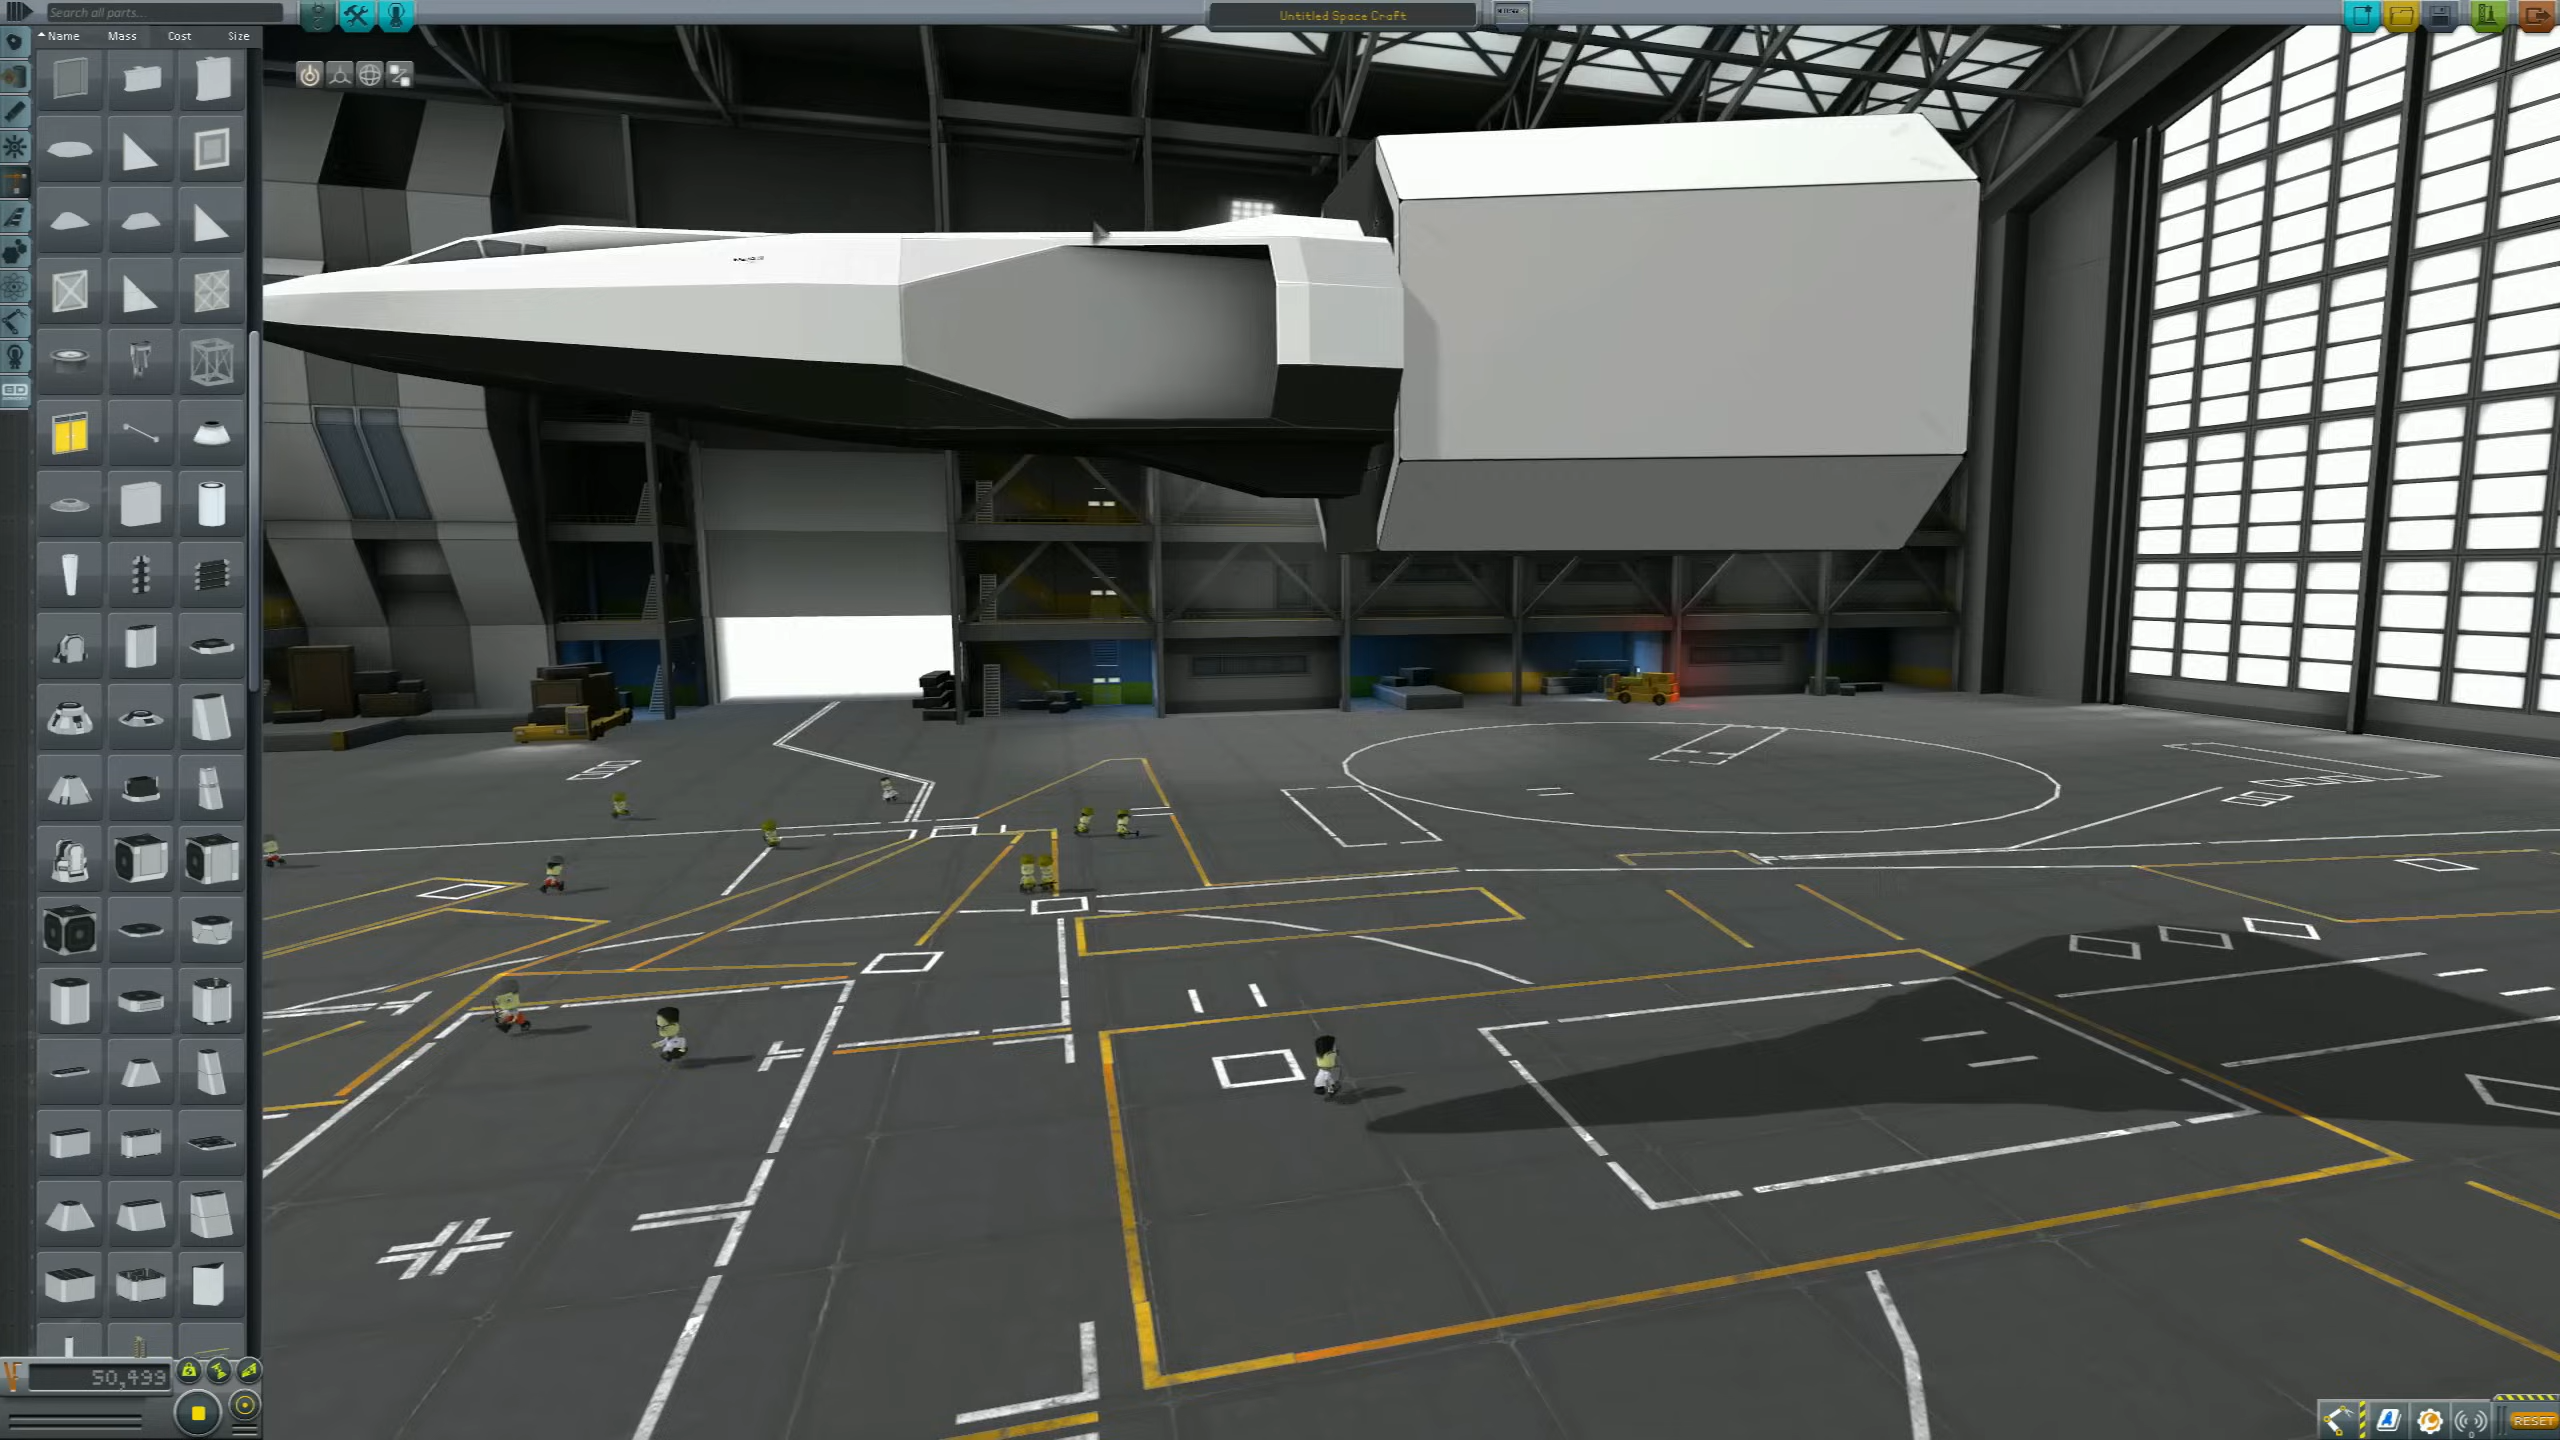 Search all parts...
Untitled Space Craft
Name Mass Cost Size
50,499
RESET